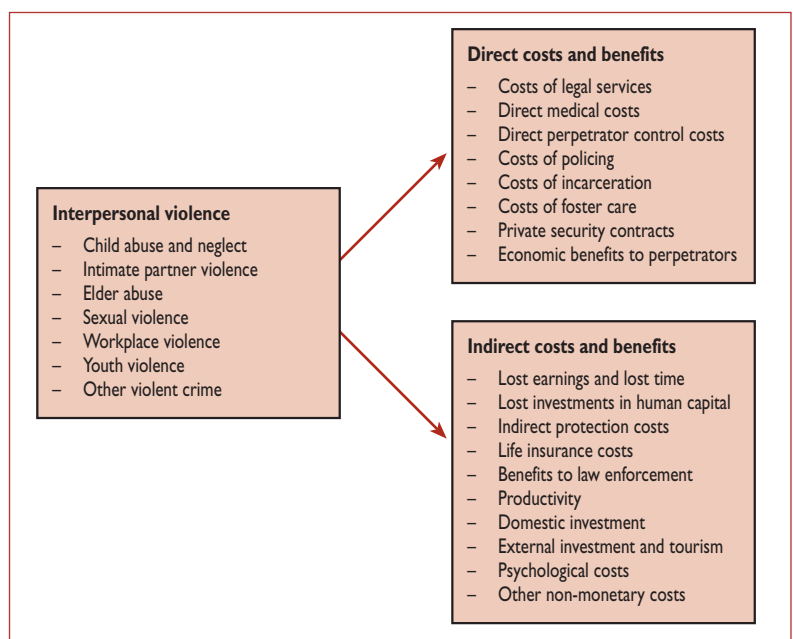 Interpersonal violence
– Child abuse and neglect
– Intimate partner violence
– Elder abuse
– Sexual violence
– Workplace violence
– Youth violence
– Other violent crime
Direct costs and benefits
– Costs of legal services
– Direct medical costs
– Direct perpetrator control costs
– Costs of policing
– Costs of incarceration
– Costs of foster care
– Private security contracts
– Economic benefits to perpetrators
Indirect costs and benefits
– Lost earnings and lost time
– Lost investments in human capital
– Indirect protection costs
– Life insurance costs
– Benefits to law enforcement
– Productivity
– Domestic investment
– External investment and tourism
– Psychological costs
– Other non-monetary costs